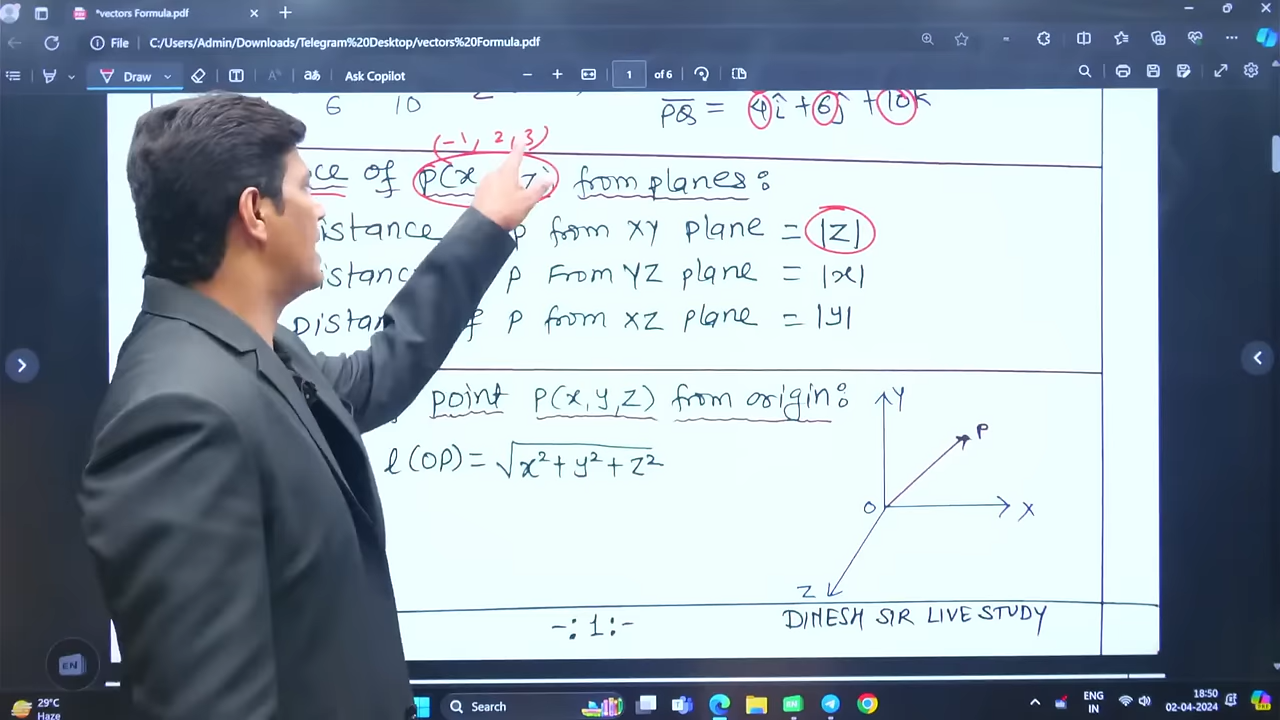 *vectors Formula.pdf
File C:/Users/Admin/Downloads/Telegram%20Desktop/vectors%20Formula.pdf
Draw aあ Ask Copilot 1 of 6
6 10
PQ = 4î + 6ĵ + 10k
(-1, 2, 3)
of P(x from planes:
P from XY plane = |z|
P From YZ plane = |x|
P from XZ plane = |y|
point P(x,y,z) from origin:
l(OP) = √x²+y²+z²
Y
P
O
X
Z
-: 1 :-
DINESH SIR LIVE STUDY
EN
29°C
Haze
Search
ENG
IN
18:50
02-04-2024